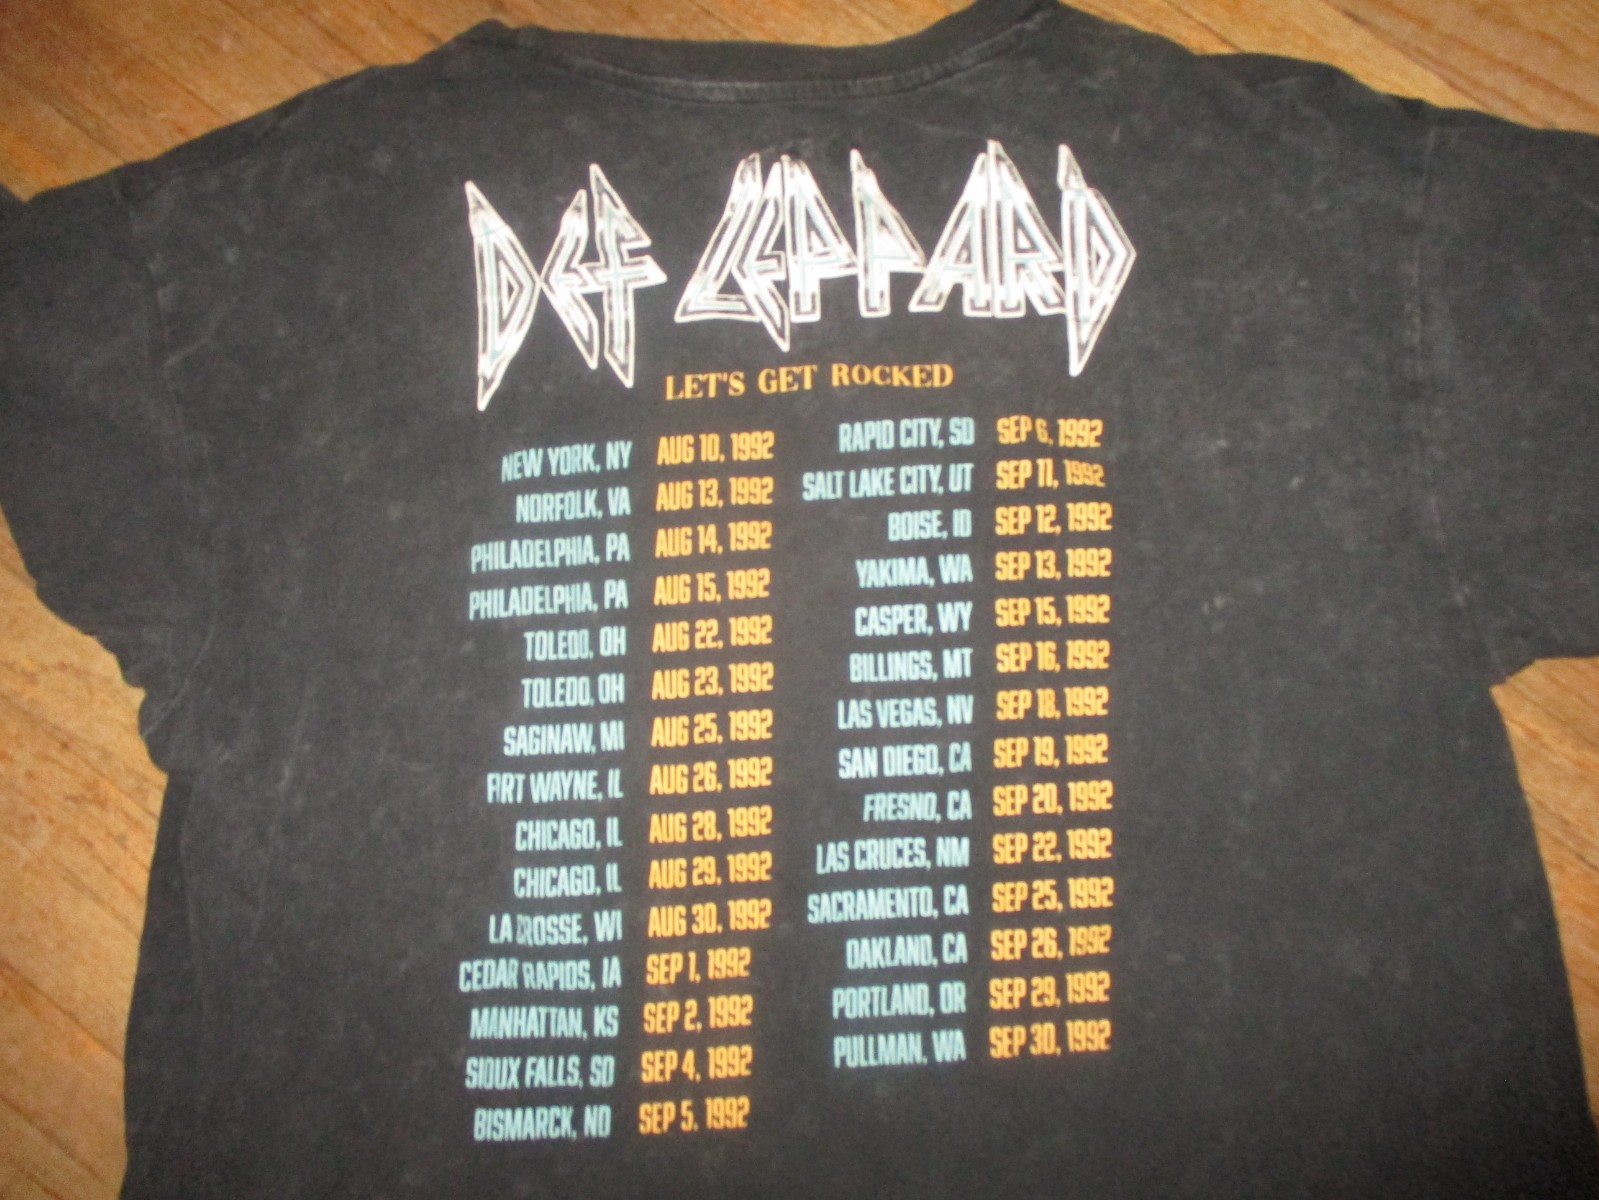 DEF LEPPARD
LET'S GET ROCKED
NEW YORK, NY AUG 10, 1992
NORFOLK, VA AUG 13, 1992
PHILADELPHIA, PA AUG 14, 1992
PHILADELPHIA, PA AUG 15, 1992
TOLEDO, OH AUG 22, 1992
TOLEDO, OH AUG 23, 1992
SAGINAW, MI AUG 25, 1992
FIRT WAYNE, IL AUG 26, 1992
CHICAGO, IL AUG 28, 1992
CHICAGO, IL AUG 29, 1992
LA CROSSE, WI AUG 30, 1992
CEDAR RAPIDS, IA SEP 1, 1992
MANHATTAN, KS SEP 2, 1992
SIOUX FALLS, SD SEP 4, 1992
BISMARCK, ND SEP 5, 1992
RAPID CITY, SD SEP 6, 1992
SALT LAKE CITY, UT SEP 11, 1992
BOISE, ID SEP 12, 1992
YAKIMA, WA SEP 13, 1992
CASPER, WY SEP 15, 1992
BILLINGS, MT SEP 16, 1992
LAS VEGAS, NV SEP 18, 1992
SAN DIEGO, CA SEP 19, 1992
FRESNO, CA SEP 20, 1992
LAS CRUCES, NM SEP 22, 1992
SACRAMENTO, CA SEP 25, 1992
OAKLAND, CA SEP 26, 1992
PORTLAND, OR SEP 29, 1992
PULLMAN, WA SEP 30, 1992